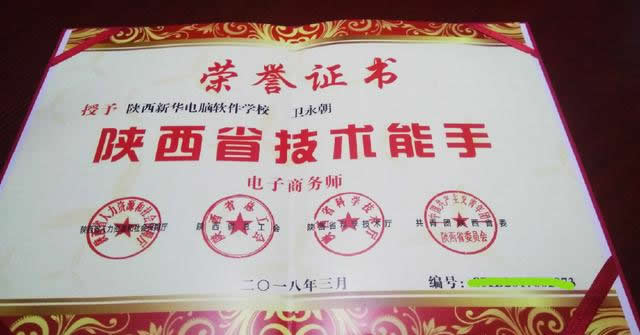 荣誉证书
授予 陕西新华电脑软件学校 卫永朝
陕西省技术能手
电子商务师
陕西省人力资源和社会保障厅 陕西省总工会 陕西省科学技术厅 共青团陕西省委
二〇一八年三月 编号: